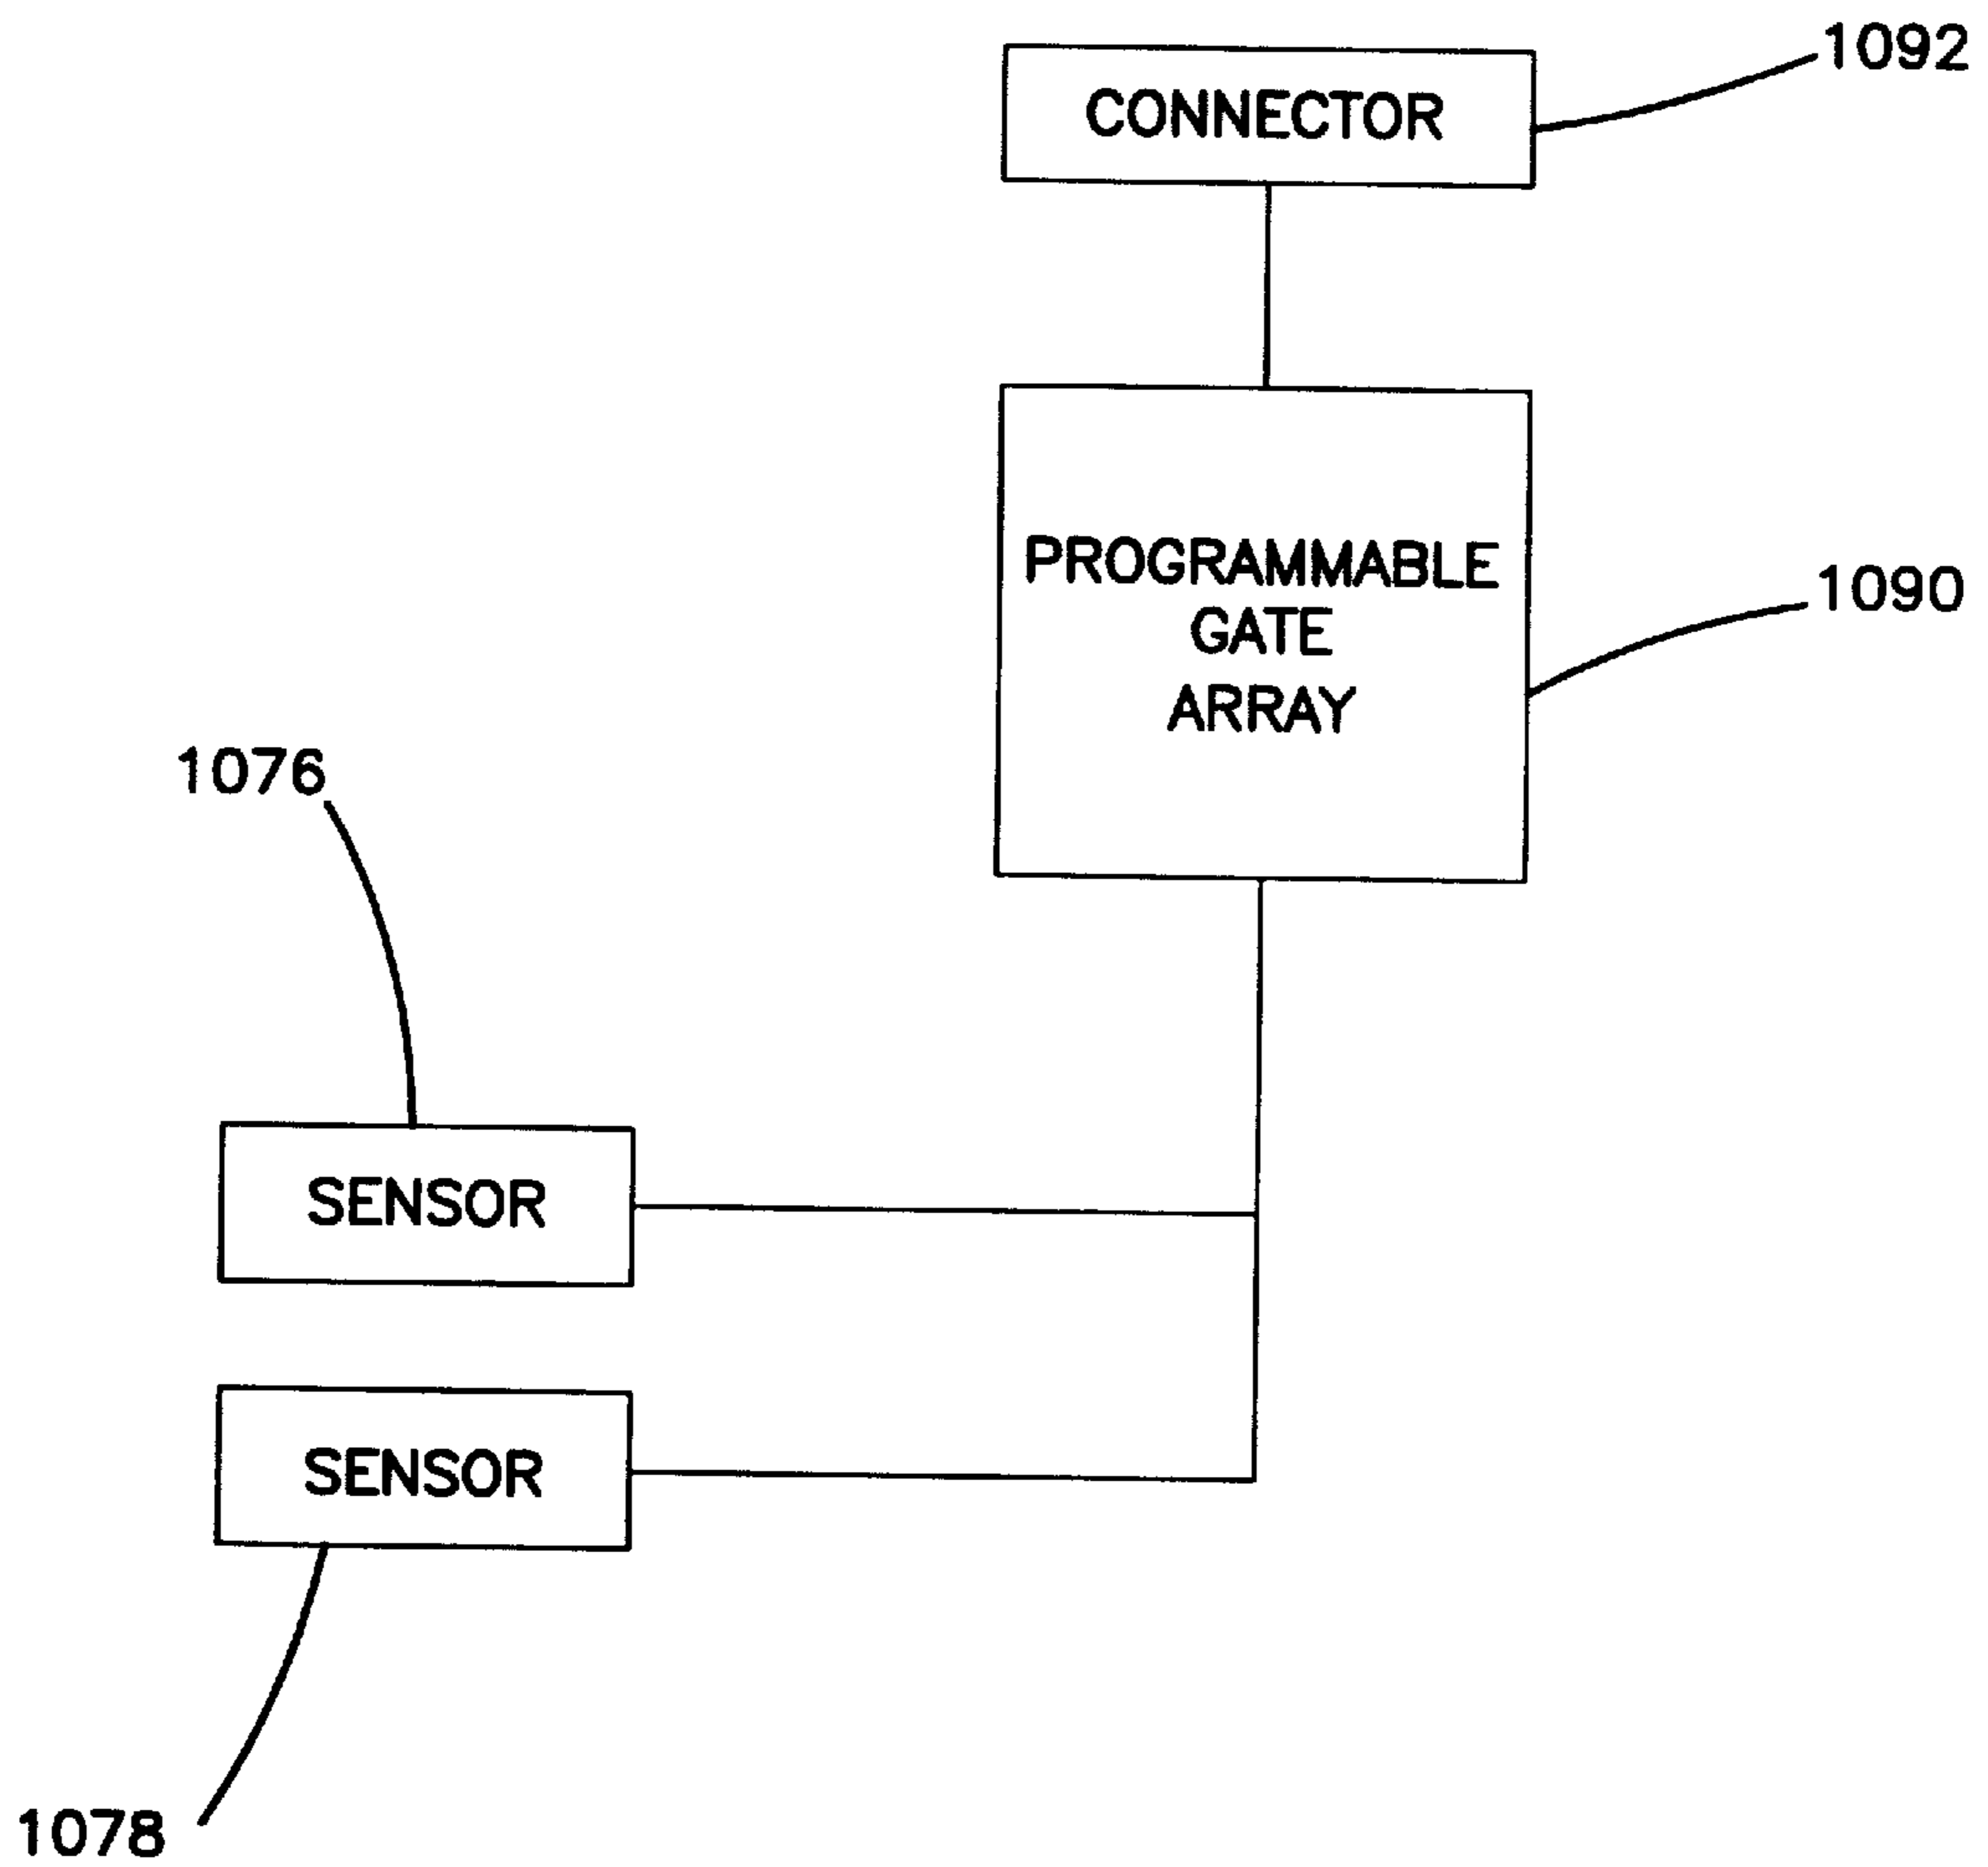 1092
CONNECTOR
PROGRAMMABLE
GATE
ARRAY
1090
1076
SENSOR
SENSOR
1078